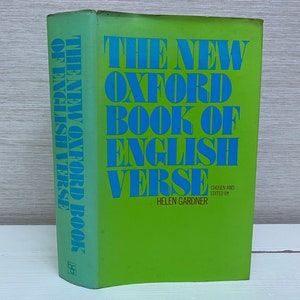 THE NEW OXFORD BOOK
OF ENGLISH VERSE
THE NEW
OXFORD
BOOK OF
ENGLISH
VERSE
CHOSEN AND
EDITED BY
HELEN GARDNER